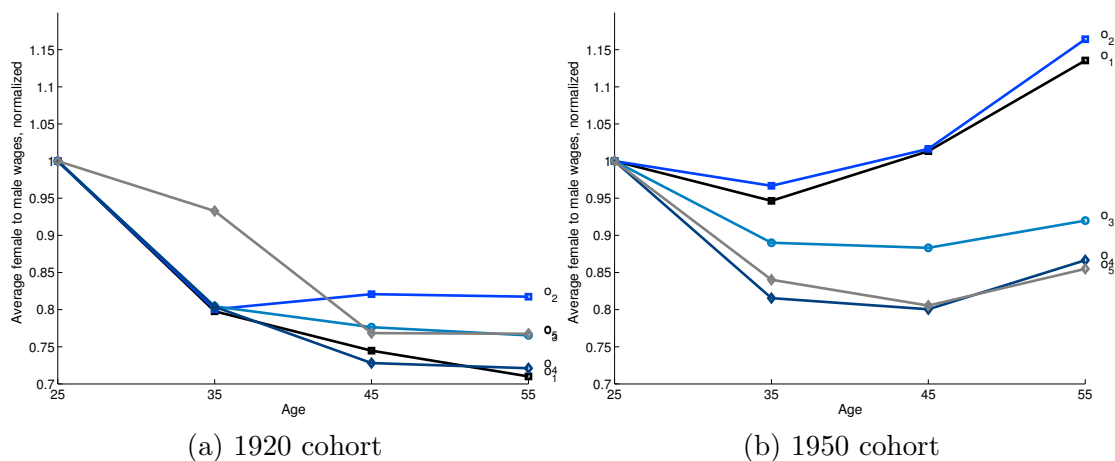 Average female to male wages, normalized
1.15
1.1
1.05
1
0.95
0.9
0.85
0.8
0.75
0.7
25
35
45
55
Age
o2
o5
o3
o4
o1
(a) 1920 cohort
Average female to male wages, normalized
1.15
1.1
1.05
1
0.95
0.9
0.85
0.8
0.75
0.7
25
35
45
55
Age
o2
o1
o3
o4
o5
(b) 1950 cohort